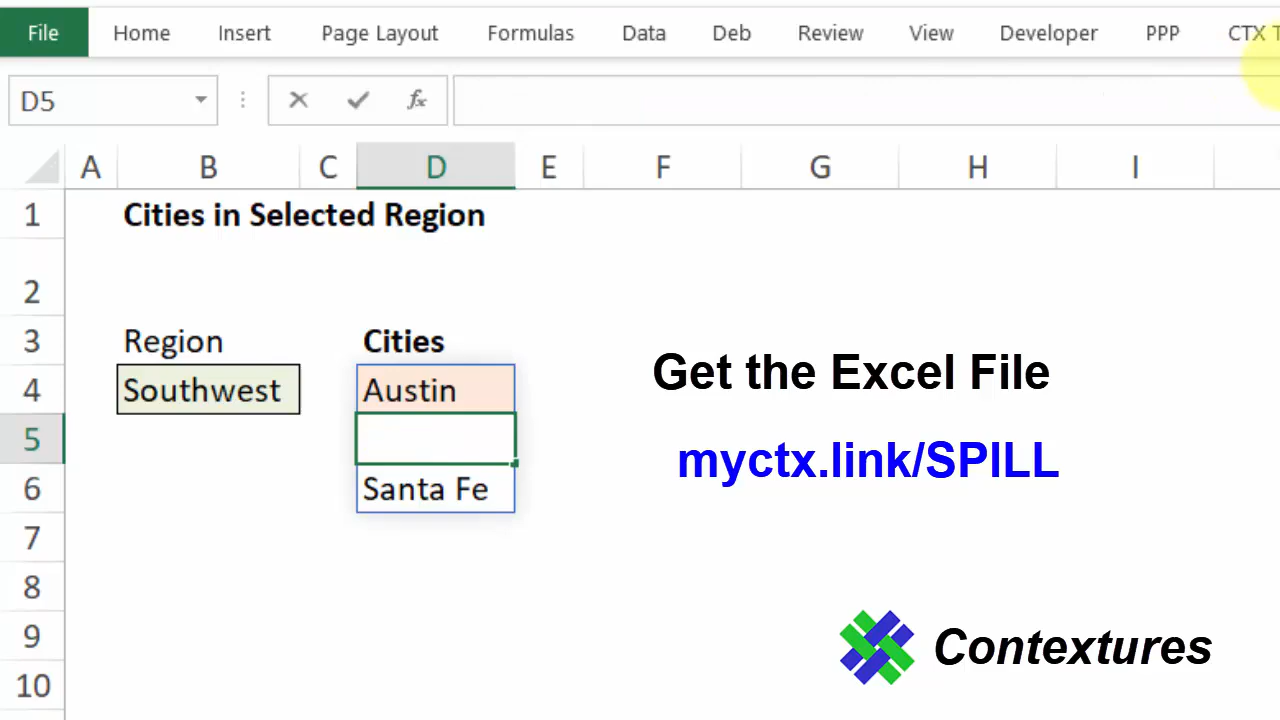 File Home Insert Page Layout Formulas Data Deb Review View Developer PPP CTX T
D5 fx
A B C D E F G H I
1 Cities in Selected Region
2
3 Region Cities
4 Southwest Austin
5
6 Santa Fe
7
8
9
10
Get the Excel File
myctx.link/SPILL
Contextures